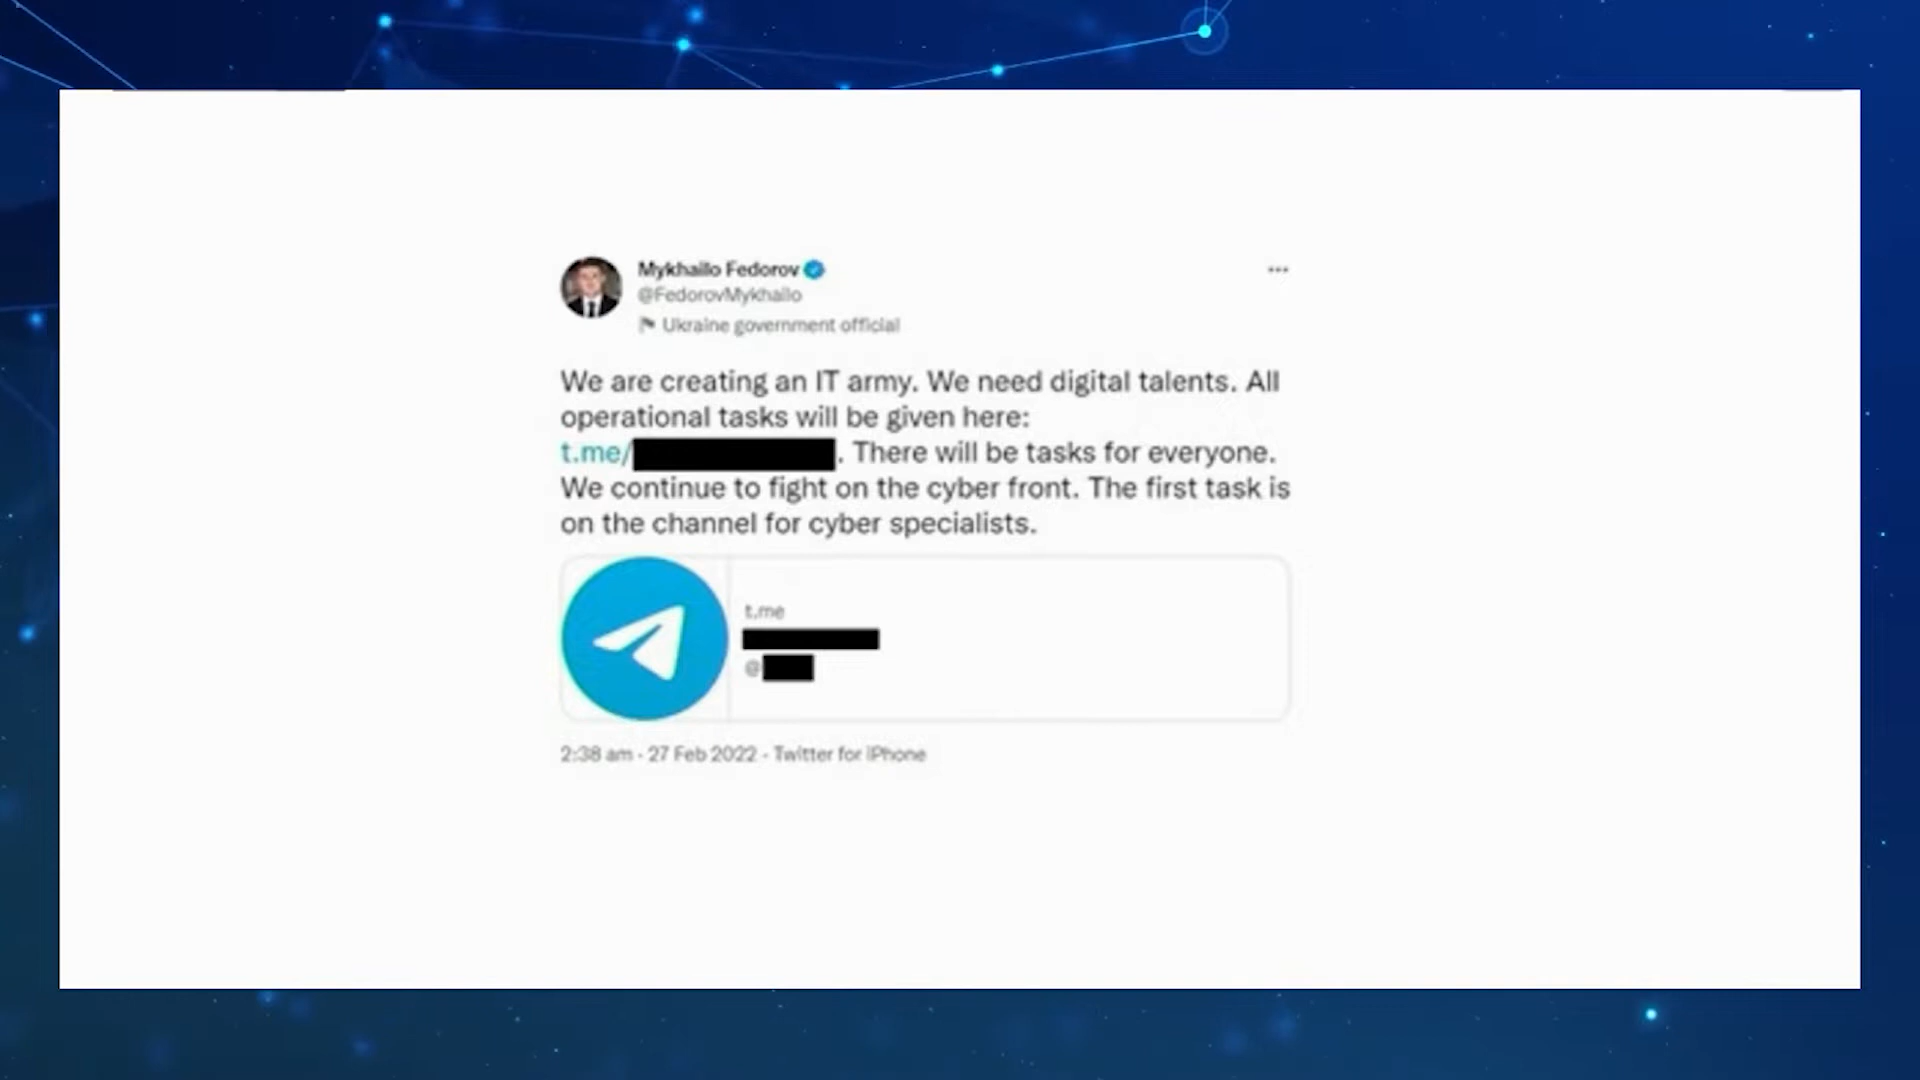 Mykhailo Fedorov
@FedorovMykhailo
Ukraine government official
We are creating an IT army. We need digital talents. All
operational tasks will be given here:
t.me/ . There will be tasks for everyone.
We continue to fight on the cyber front. The first task is
on the channel for cyber specialists.
t.me
@
2:38 am · 27 Feb 2022 · Twitter for iPhone